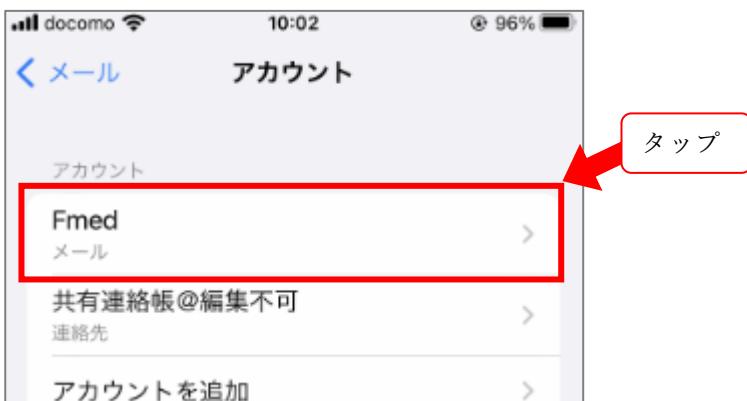 docomo 10:02 96%
メール アカウント
タップ
アカウント
Fmed
メール
共有連絡帳@編集不可
連絡先
アカウントを追加